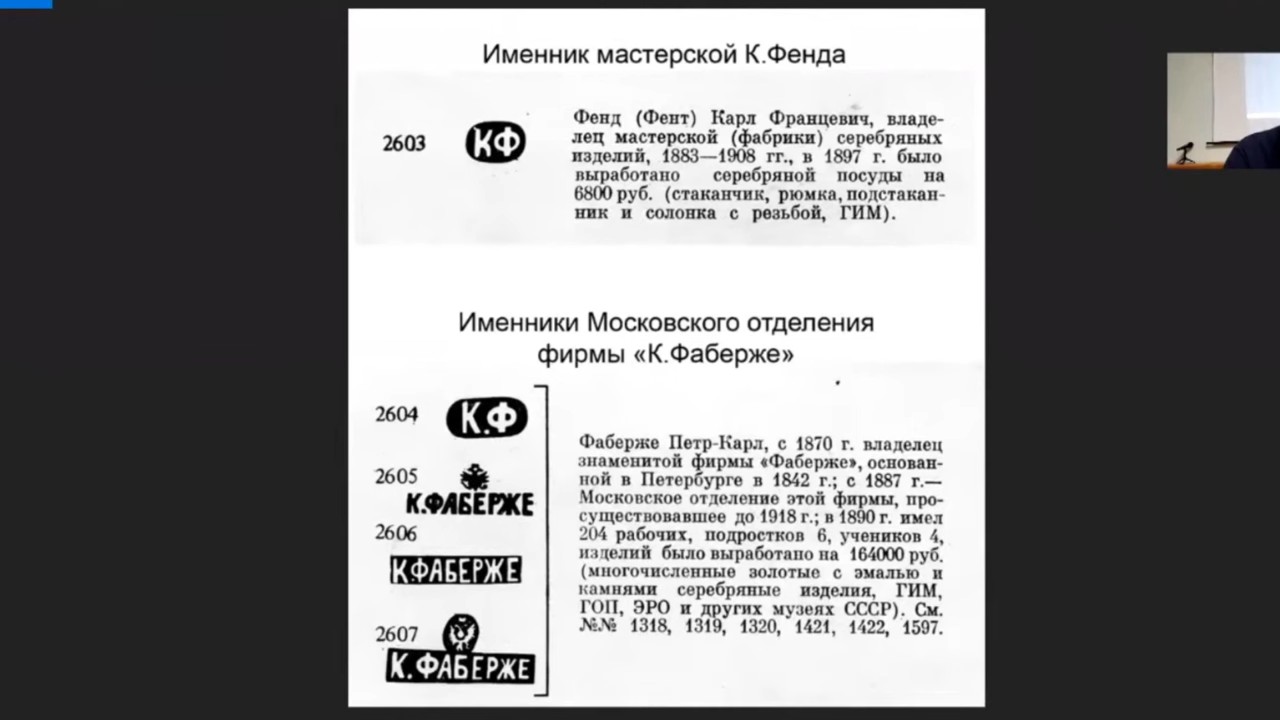 Именник мастерской К.Фенда
2603
КФ
Фенд (Фент) Карл Францевич, владе-
лец мастерской (фабрики) серебряных
изделий, 1883—1908 гг., в 1897 г. было
выработано серебряной посуды на
6800 руб. (стаканчик, рюмка, подстакан-
ник и солонка с резьбой, ГИМ).
Именники Московского отделения
фирмы «К.Фаберже»
2604
К.Ф
2605
К.ФАБЕРЖЕ
2606
КФАБЕРЖЕ
2607
К.ФАБЕРЖЕ
Фаберже Петр-Карл, с 1870 г. владелец
знаменитой фирмы «Фаберже», основан-
ной в Петербурге в 1842 г.; с 1887 г.—
Московское отделение этой фирмы, про-
существовавшее до 1918 г.; в 1890 г. имел
204 рабочих, подростков 6, учеников 4,
изделий было выработано на 164000 руб.
(многочисленные золотые с эмалью и
камнями серебряные изделия, ГИМ,
ГОП, ЭРО и других музеях СССР). См.
№№ 1318, 1319, 1320, 1421, 1422, 1597.